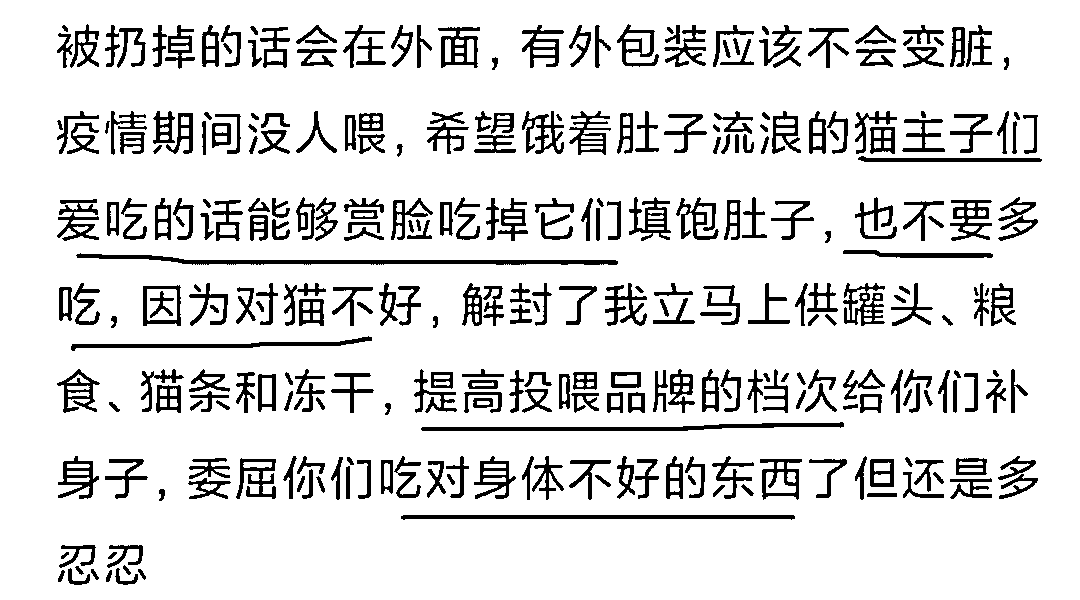 被扔掉的话会在外面，有外包装应该不会变脏，
疫情期间没人喂，希望饿着肚子流浪的猫主子们
爱吃的话能够赏脸吃掉它们填饱肚子，也不要多
吃，因为对猫不好，解封了我立马上供罐头、粮
食、猫条和冻干，提高投喂品牌的档次给你们补
身子，委屈你们吃对身体不好的东西了但还是多
忍忍